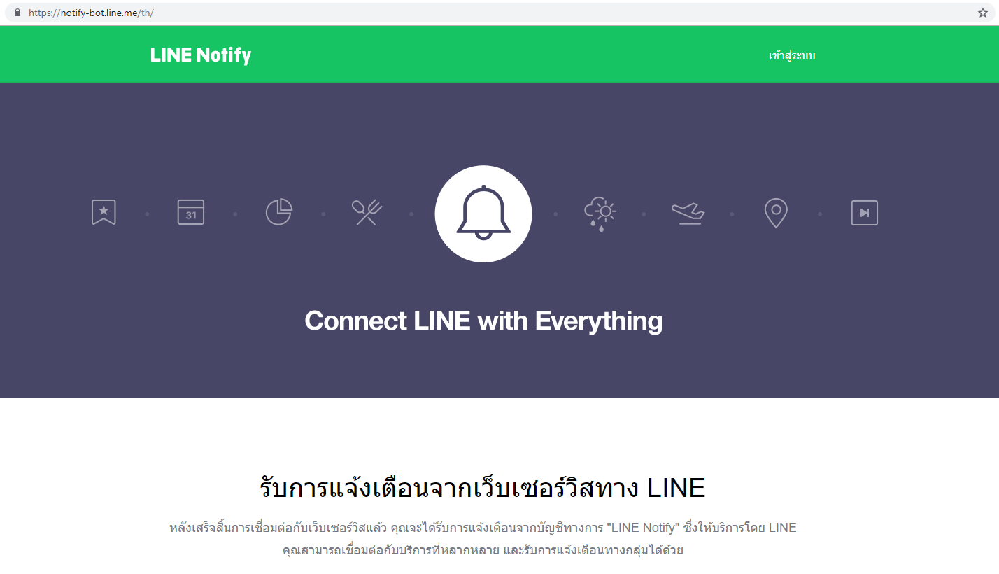 https://notify-bot.line.me/th/
LINE Notify
เข้าสู่ระบบ
31
Connect LINE with Everything
รับการแจ้งเตือนจากเว็บเซอร์วิสทาง LINE
หลังเสร็จสิ้นการเชื่อมต่อกับเว็บเซอร์วิสแล้ว คุณจะได้รับการแจ้งเตือนจากบัญชีทางการ "LINE Notify" ซึ่งให้บริการโดย LINE
คุณสามารถเชื่อมต่อกับบริการที่หลากหลาย และรับการแจ้งเตือนทางกลุ่มได้ด้วย